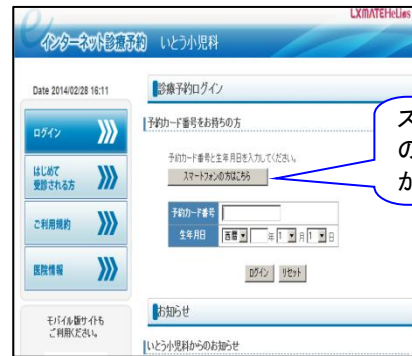 LXMATEHeLios
インターネット診療予約 いとう小児科
Date 2014/02/28 16:11
ログイン
はじめて
受診される方
ご利用規約
医院情報
モバイル版サイトも
ご利用ください。
診療予約ログイン
予約カード番号をお持ちの方
予約カード番号と生年月日を入力してください。
スマートフォンの方はこちら
予約カード番号
生年月日 西暦 年 1 月 1 日
ログイン リセット
お知らせ
いとう小児科からのお知らせ
ス
の
か